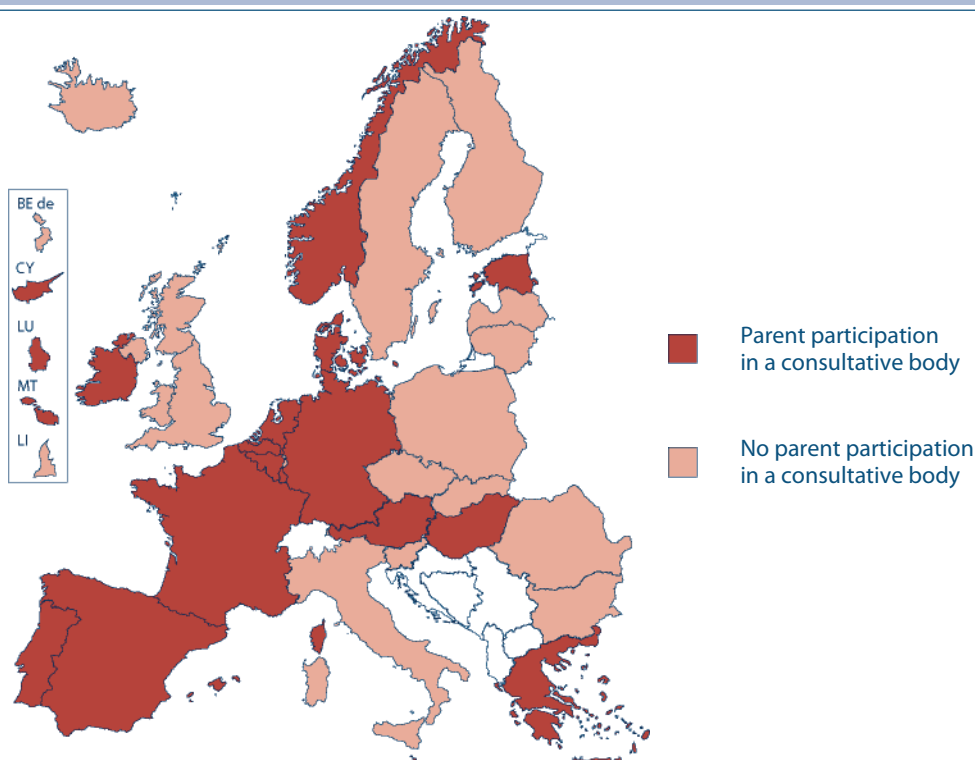 BE de
CY
LU
MT
LI
Parent participation
in a consultative body
No parent participation
in a consultative body